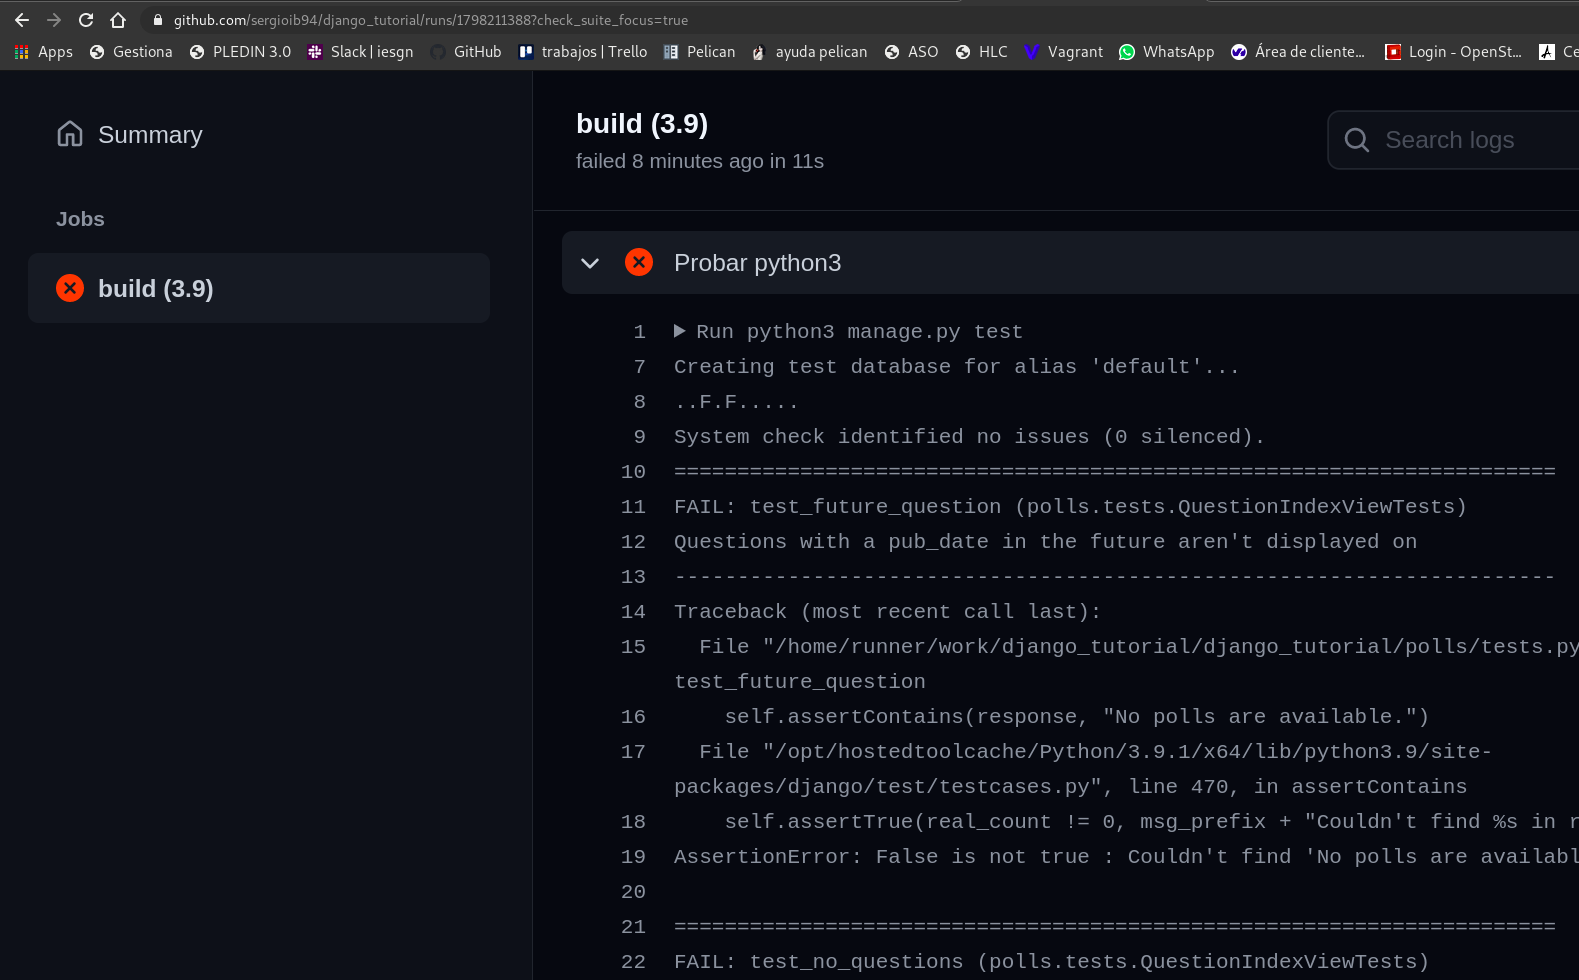 github.com/sergioib94/django_tutorial/runs/1798211388?check_suite_focus=true
Apps Gestiona PLEDIN 3.0 Slack | iesgn GitHub trabajos | Trello Pelican ayuda pelican ASO HLC Vagrant WhatsApp Área de cliente... Login - OpenSt... Ce
Summary
Jobs
build (3.9)
build (3.9)
failed 8 minutes ago in 11s
Search logs
Probar python3
1 Run python3 manage.py test
7 Creating test database for alias 'default'...
8 ..F.F.....
9 System check identified no issues (0 silenced).
10 ======================================================================
11 FAIL: test_future_question (polls.tests.QuestionIndexViewTests)
12 Questions with a pub_date in the future aren't displayed on
13 ----------------------------------------------------------------------
14 Traceback (most recent call last):
15 File "/home/runner/work/django_tutorial/django_tutorial/polls/tests.py
test_future_question
16 self.assertContains(response, "No polls are available.")
17 File "/opt/hostedtoolcache/Python/3.9.1/x64/lib/python3.9/site-
packages/django/test/testcases.py", line 470, in assertContains
18 self.assertTrue(real_count != 0, msg_prefix + "Couldn't find %s in r
19 AssertionError: False is not true : Couldn't find 'No polls are availabl
20
21 ======================================================================
22 FAIL: test_no_questions (polls.tests.QuestionIndexViewTests)